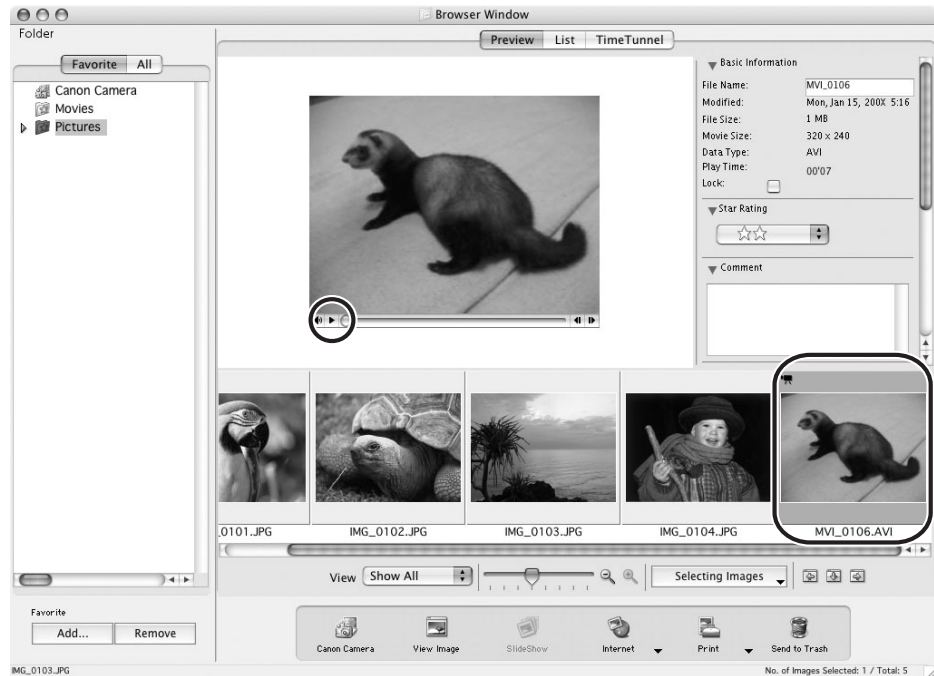 Browser Window
Folder
Preview List TimeTunnel
Favorite All
Canon Camera
Movies
Pictures
Basic Information
File Name: MVI_0106
Modified: Mon, Jan 15, 200X 5:16
File Size: 1 MB
Movie Size: 320 x 240
Data Type: AVI
Play Time: 00'07
Lock:
Star Rating
Comment
_0101.JPG IMG_0102.JPG IMG_0103.JPG IMG_0104.JPG MVI_0106.AVI
View Show All Selecting Images
Favorite
Add... Remove
Canon Camera View Image SlideShow Internet Print Send to Trash
MG_0103.JPG No. of Images Selected: 1 / Total: 5